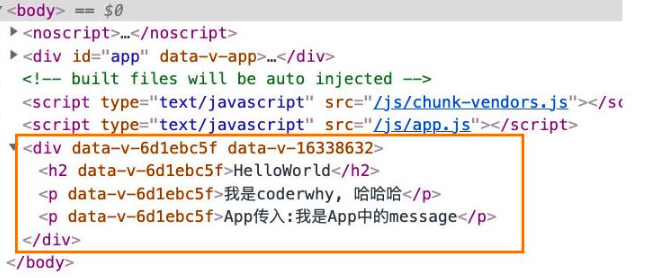 <body> == $0
<noscript>…</noscript>
<div id="app" data-v-app>…</div>
<!-- built files will be auto injected -->
<script type="text/javascript" src="/js/chunk-vendors.js"></s
<script type="text/javascript" src="/js/app.js"></script>
<div data-v-6d1ebc5f data-v-16338632>
<h2 data-v-6d1ebc5f>HelloWorld</h2>
<p data-v-6d1ebc5f>我是coderwhy, 哈哈哈</p>
<p data-v-6d1ebc5f>App传入:我是App中的message</p>
</div>
</body>